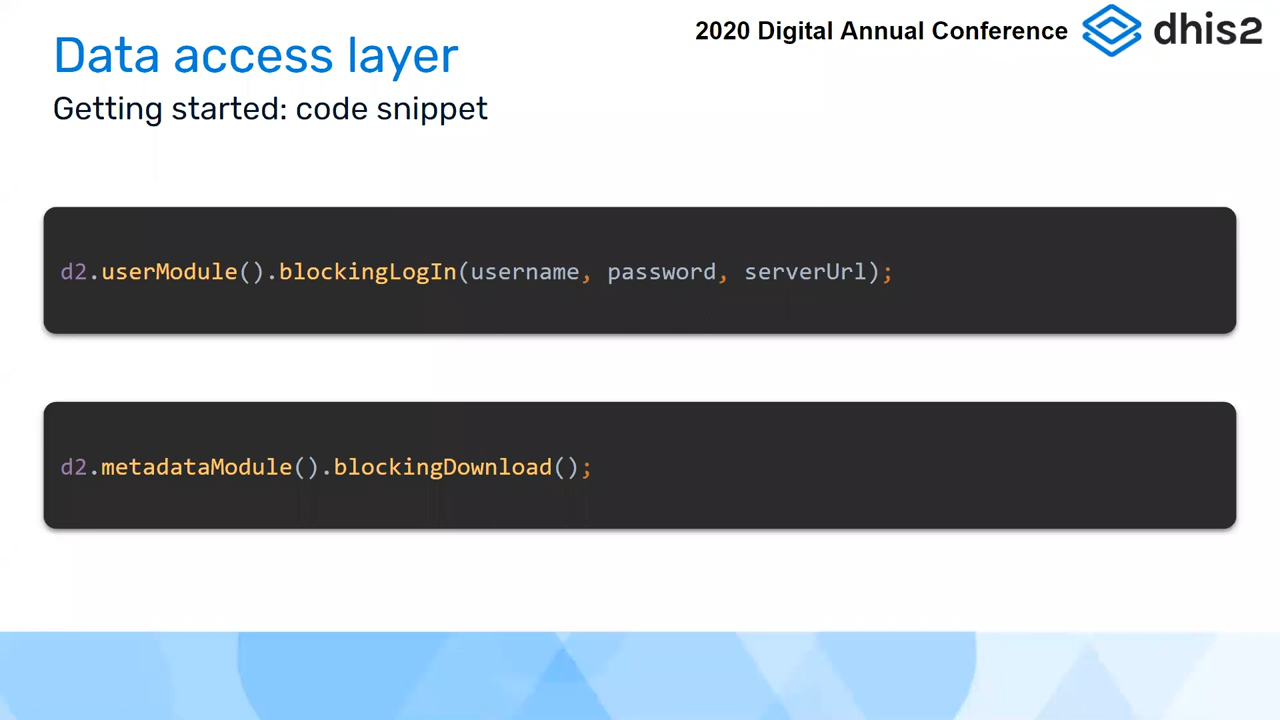 2020 Digital Annual Conference
dhis2
Data access layer
Getting started: code snippet
d2.userModule().blockingLogIn(username, password, serverUrl);
d2.metadataModule().blockingDownload();